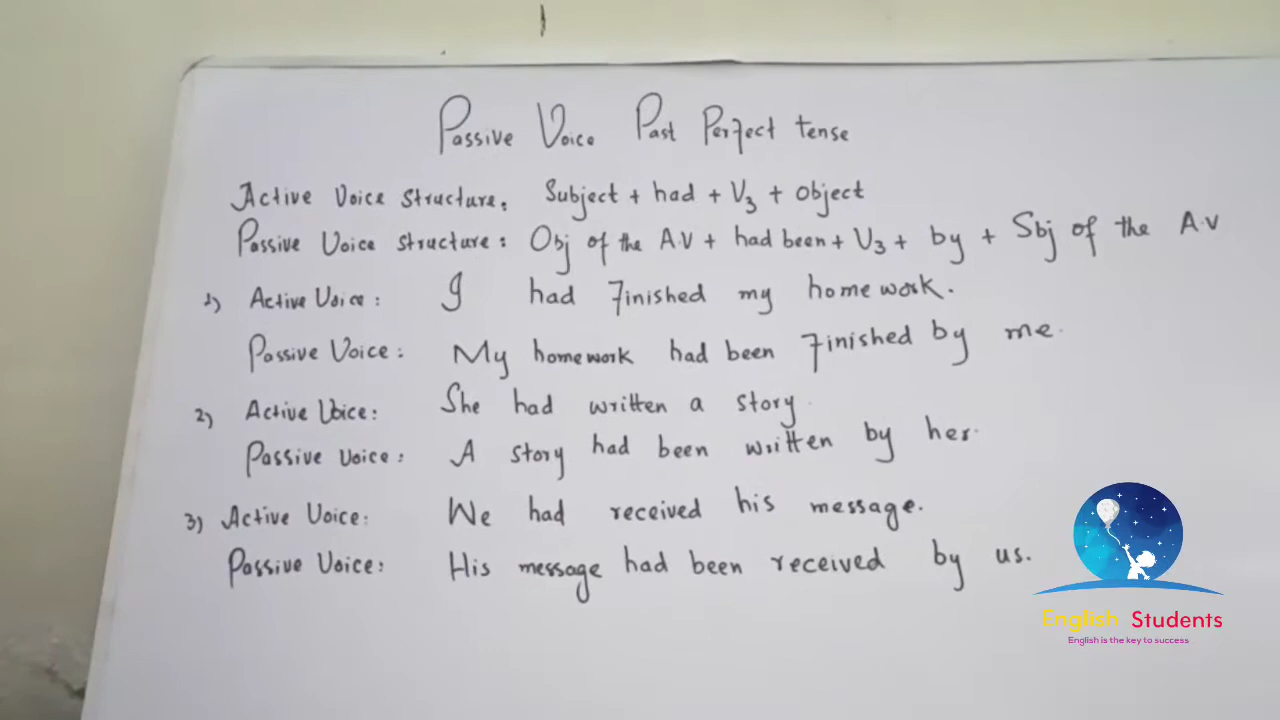 Passive Voice Past Perfect tense
Active Voice structure: Subject + had + V3 + object
Passive Voice structure: Obj of the A.V + had been + V3 + by + Sbj of the A.V
1) Active Voice: I had finished my homework.
Passive Voice: My homework had been finished by me.
2) Active Voice: She had written a story.
Passive Voice: A story had been written by her.
3) Active Voice: We had received his message.
Passive Voice: His message had been received by us.
English Students
English is the key to success